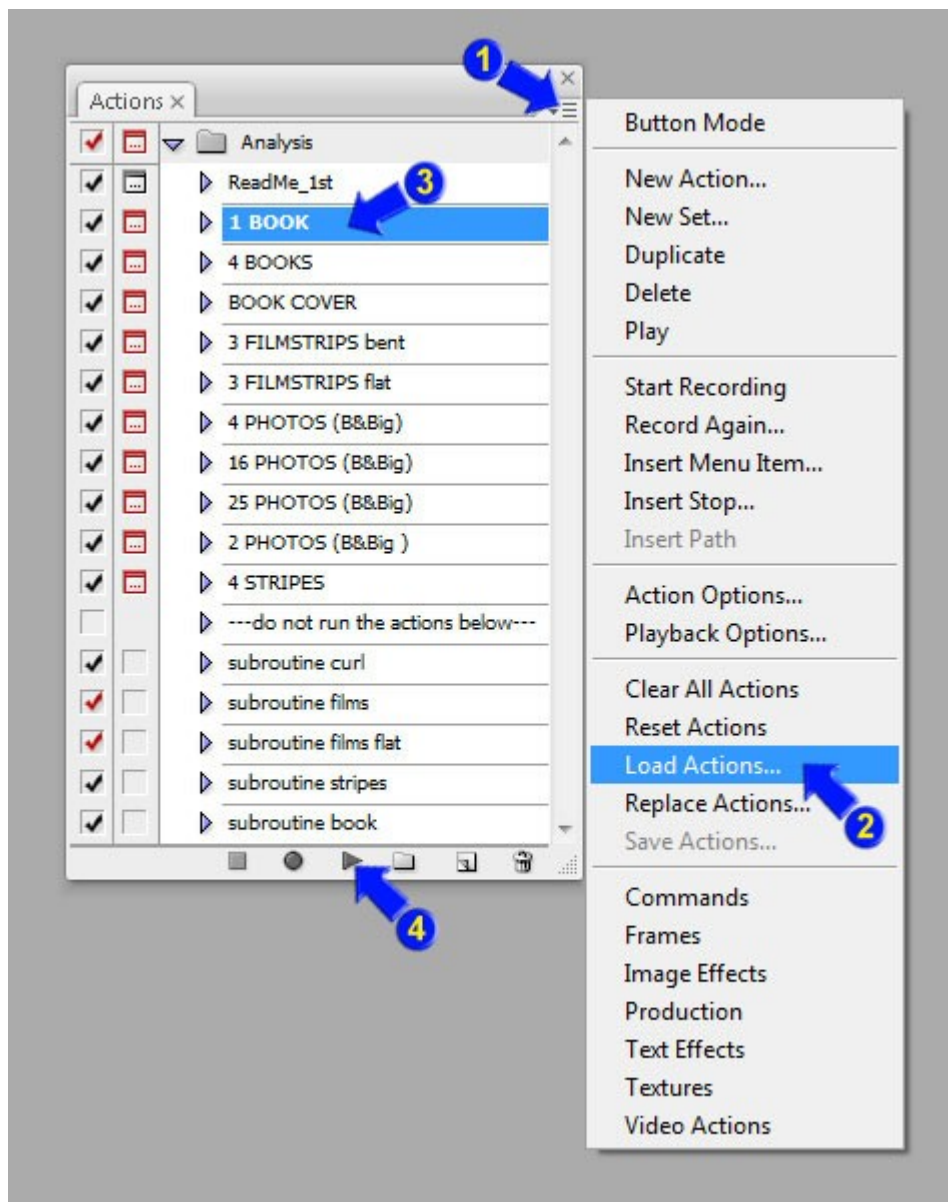 1
Actions
Analysis
ReadMe_1st
3
1 BOOK
4 BOOKS
BOOK COVER
3 FILMSTRIPS bent
3 FILMSTRIPS flat
4 PHOTOS (B&Big)
16 PHOTOS (B&Big)
25 PHOTOS (B&Big)
2 PHOTOS (B&Big )
4 STRIPES
---do not run the actions below---
subroutine curl
subroutine films
subroutine films flat
subroutine stripes
subroutine book
4
Button Mode
New Action...
New Set...
Duplicate
Delete
Play
Start Recording
Record Again...
Insert Menu Item...
Insert Stop...
Insert Path
Action Options...
Playback Options...
Clear All Actions
Reset Actions
Load Actions...
Replace Actions...
2
Save Actions...
Commands
Frames
Image Effects
Production
Text Effects
Textures
Video Actions